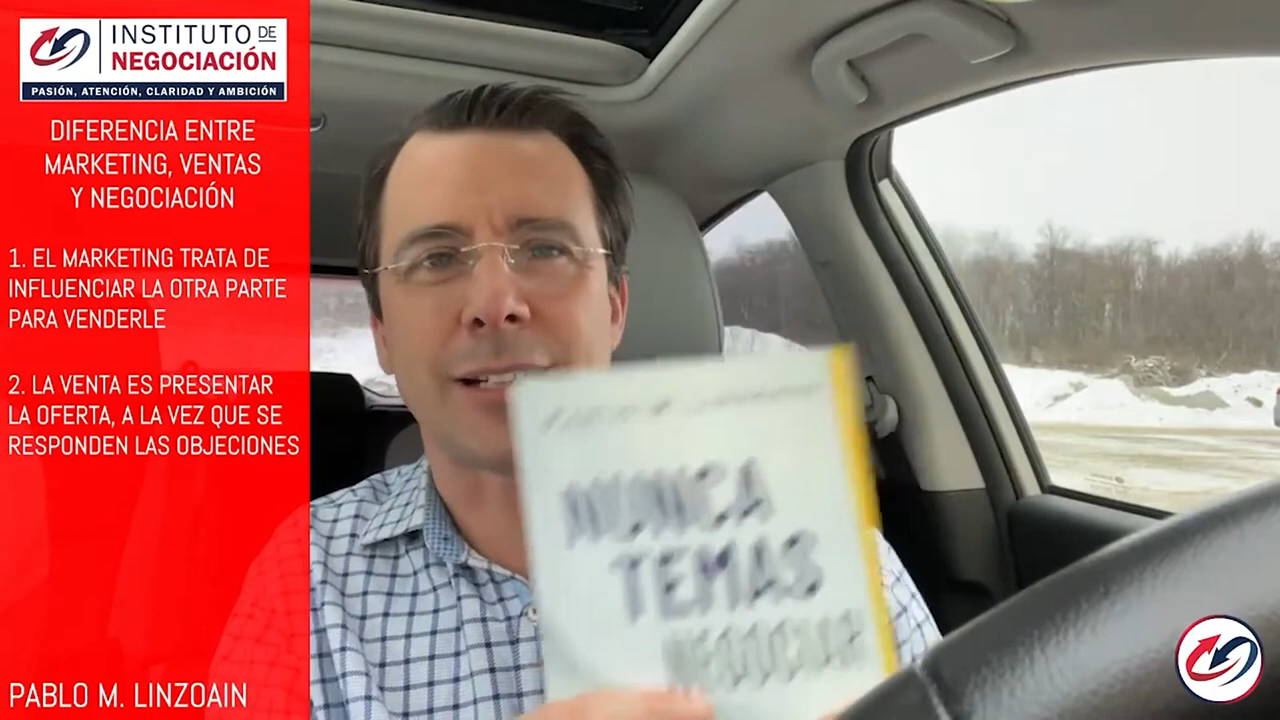 INSTITUTO DE
NEGOCIACIÓN
PASIÓN, ATENCIÓN, CLARIDAD Y AMBICIÓN
DIFERENCIA ENTRE
MARKETING, VENTAS
Y NEGOCIACIÓN
1. EL MARKETING TRATA DE
INFLUENCIAR LA OTRA PARTE
PARA VENDERLE
2. LA VENTA ES PRESENTAR
LA OFERTA, A LA VEZ QUE SE
RESPONDEN LAS OBJECIONES
PABLO M. LINZOAIN
NUNCA
TEMAS
NEGOCIAR